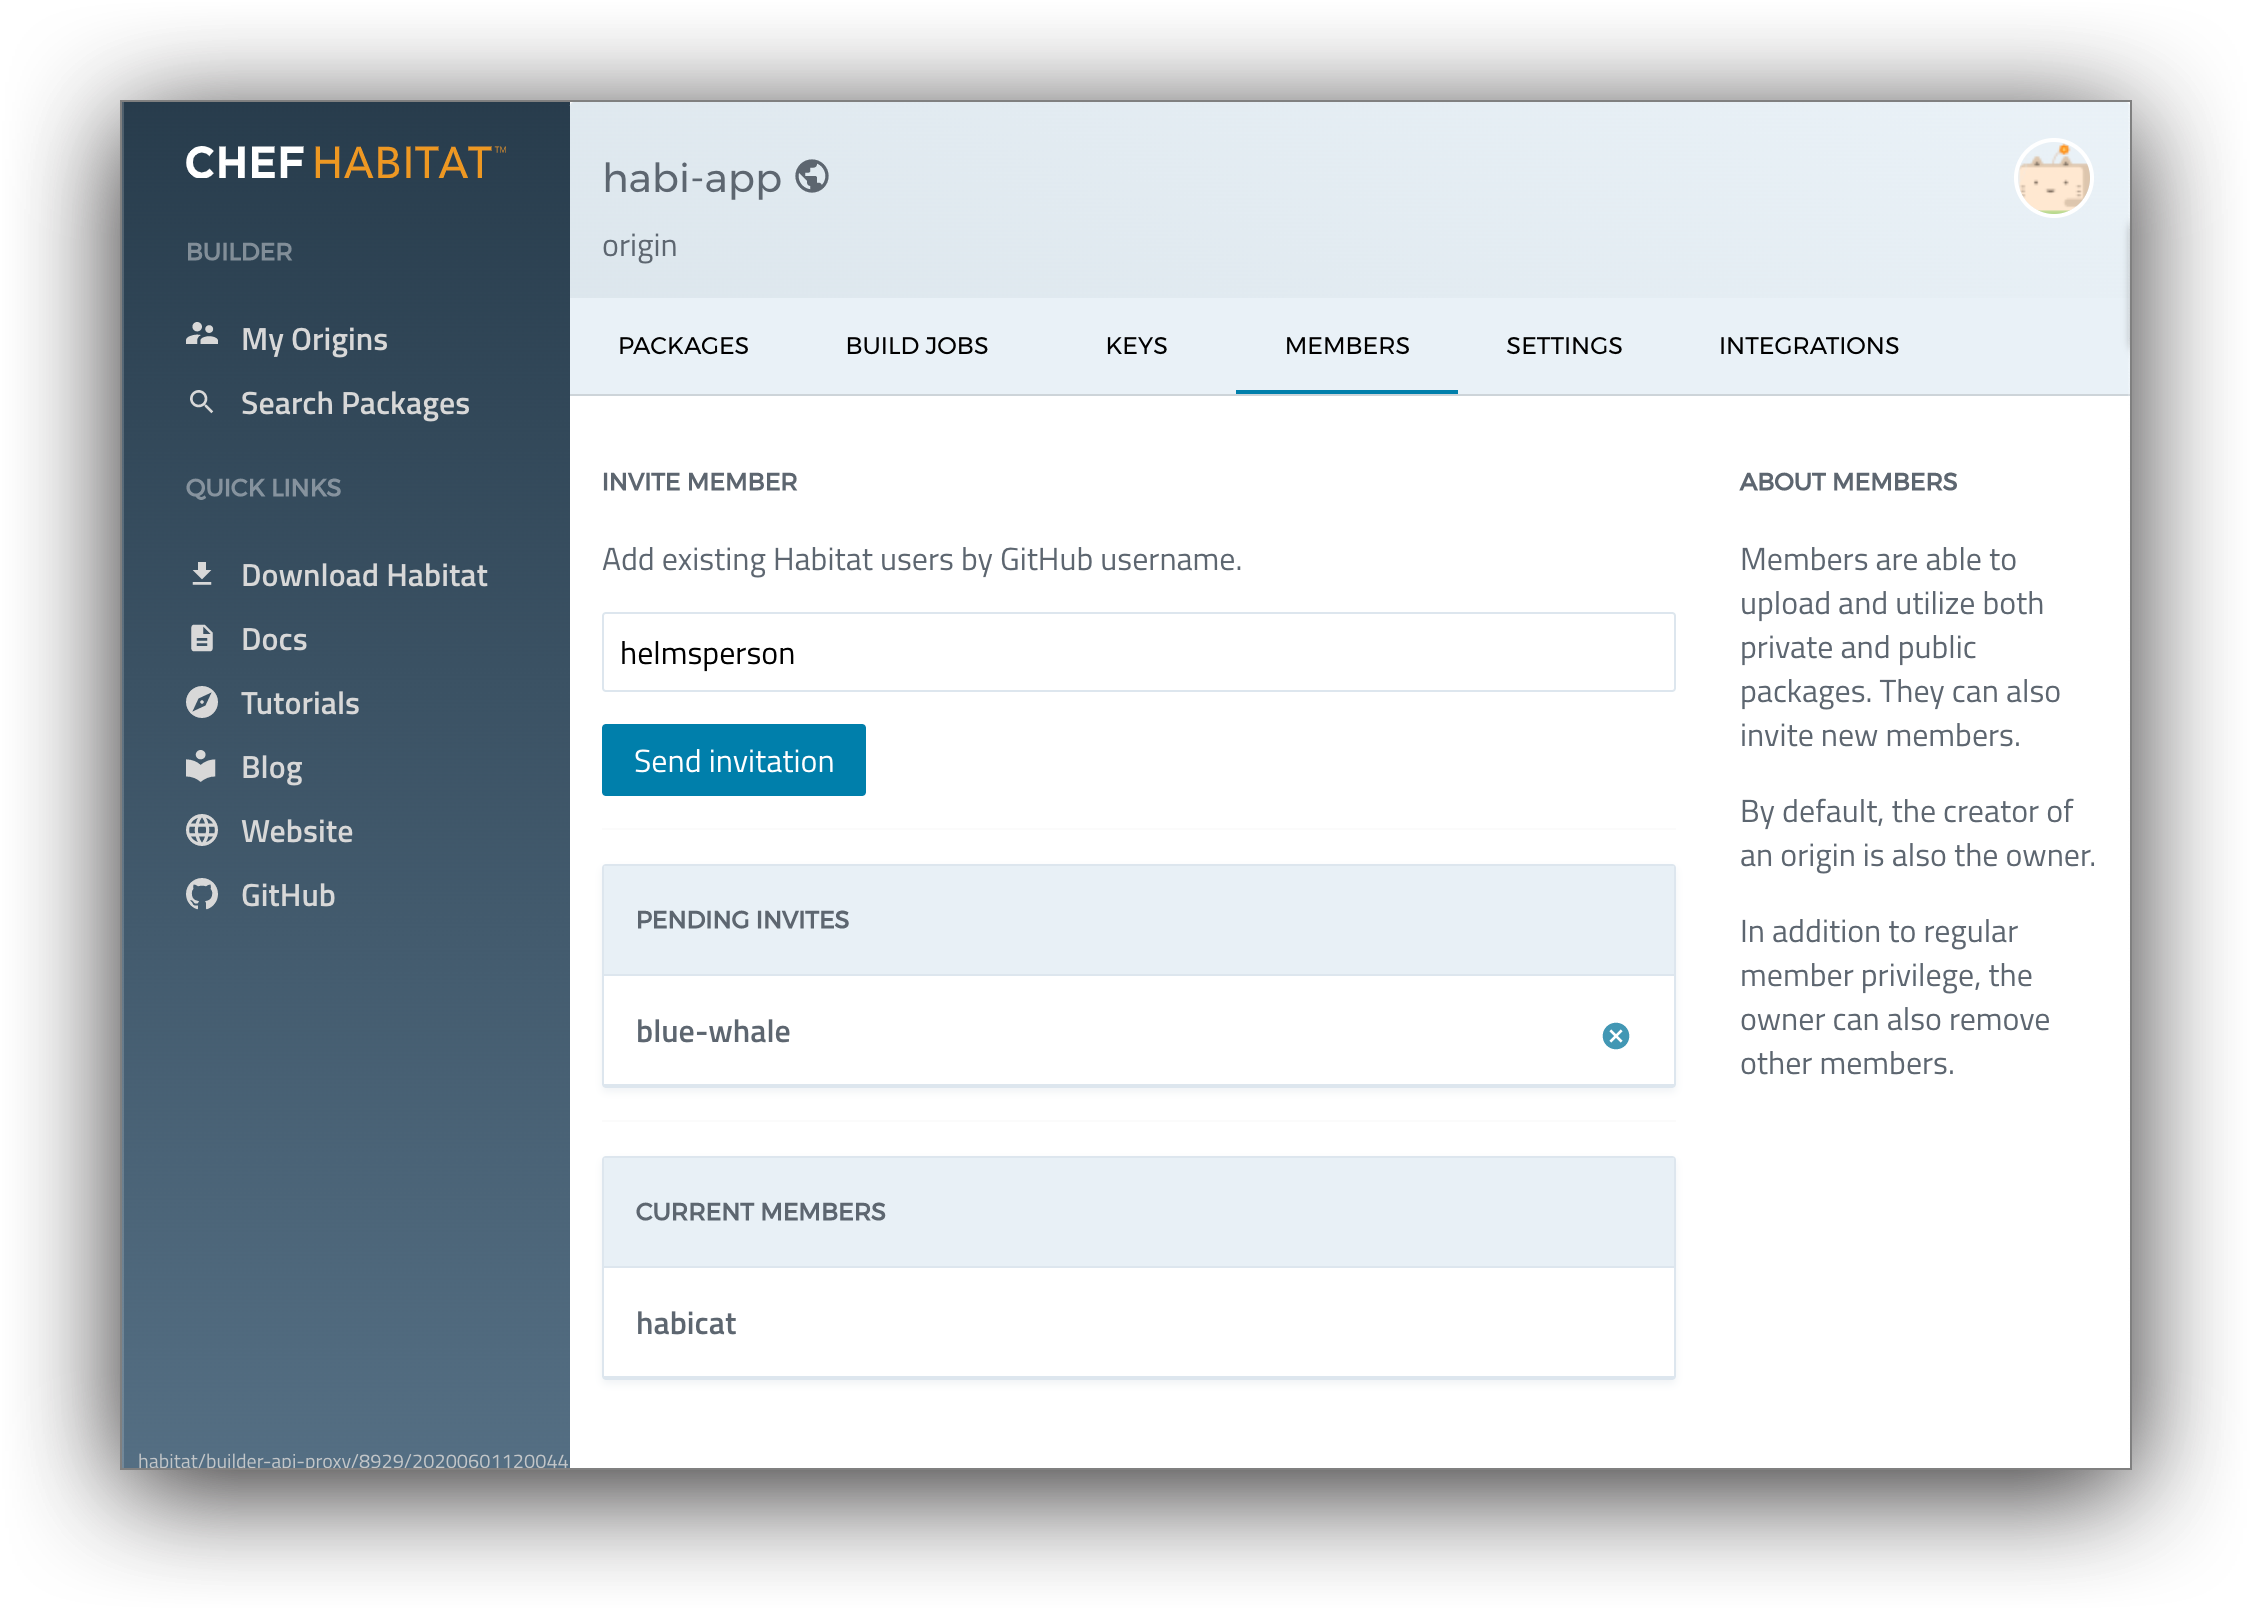 CHEF HABITAT™
BUILDER
My Origins
Search Packages
QUICK LINKS
Download Habitat
Docs
Tutorials
Blog
Website
GitHub
habitat/builder-api-proxy/8929/20200601120044
habi-app
origin
PACKAGES
BUILD JOBS
KEYS
MEMBERS
SETTINGS
INTEGRATIONS
INVITE MEMBER
Add existing Habitat users by GitHub username.
helmsperson
Send invitation
PENDING INVITES
blue-whale
CURRENT MEMBERS
habicat
ABOUT MEMBERS
Members are able to
upload and utilize both
private and public
packages. They can also
invite new members.
By default, the creator of
an origin is also the owner.
In addition to regular
member privilege, the
owner can also remove
other members.